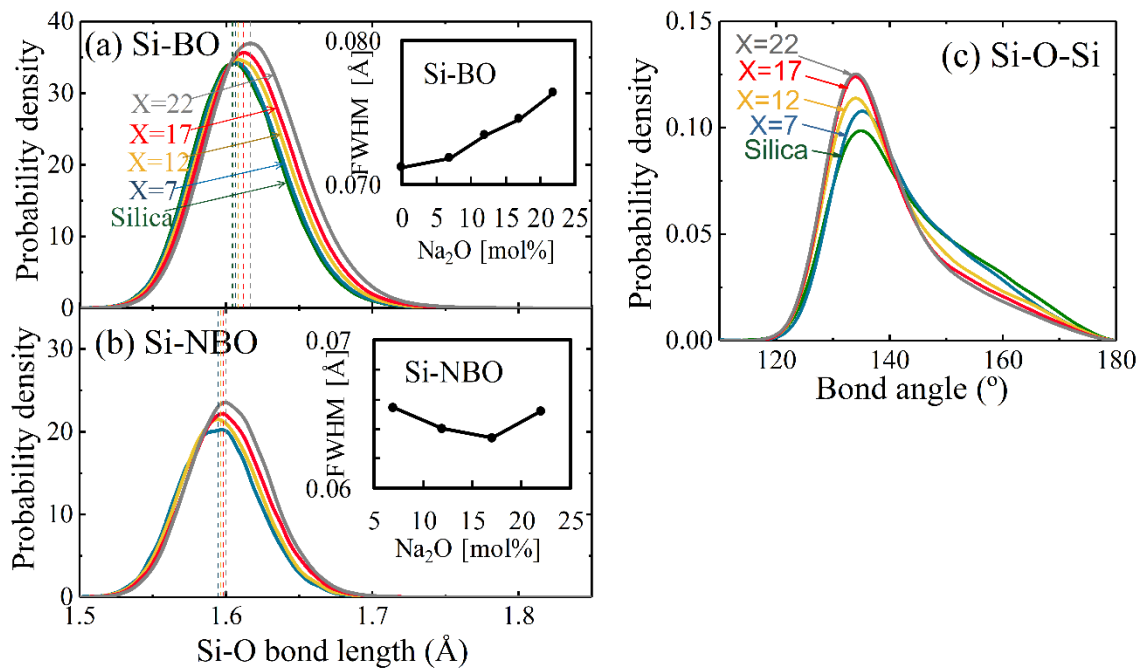 (a) Si-BO
Probability density
40
30
20
10
0
X=22
X=17
X=12
X=7
Silica
Si-BO
FWHM [Å]
0.080
0.070
0 5 10 15 20 25
Na₂O [mol%]
(b) Si-NBO
Probability density
30
20
10
0
Si-NBO
FWHM [Å]
0.07
0.06
5 10 15 20 25
Na₂O [mol%]
1.5 1.6 1.7 1.8
Si-O bond length (Å)
(c) Si-O-Si
Probability density
0.15
0.10
0.05
0.00
X=22
X=17
X=12
X=7
Silica
120 140 160 180
Bond angle (º)